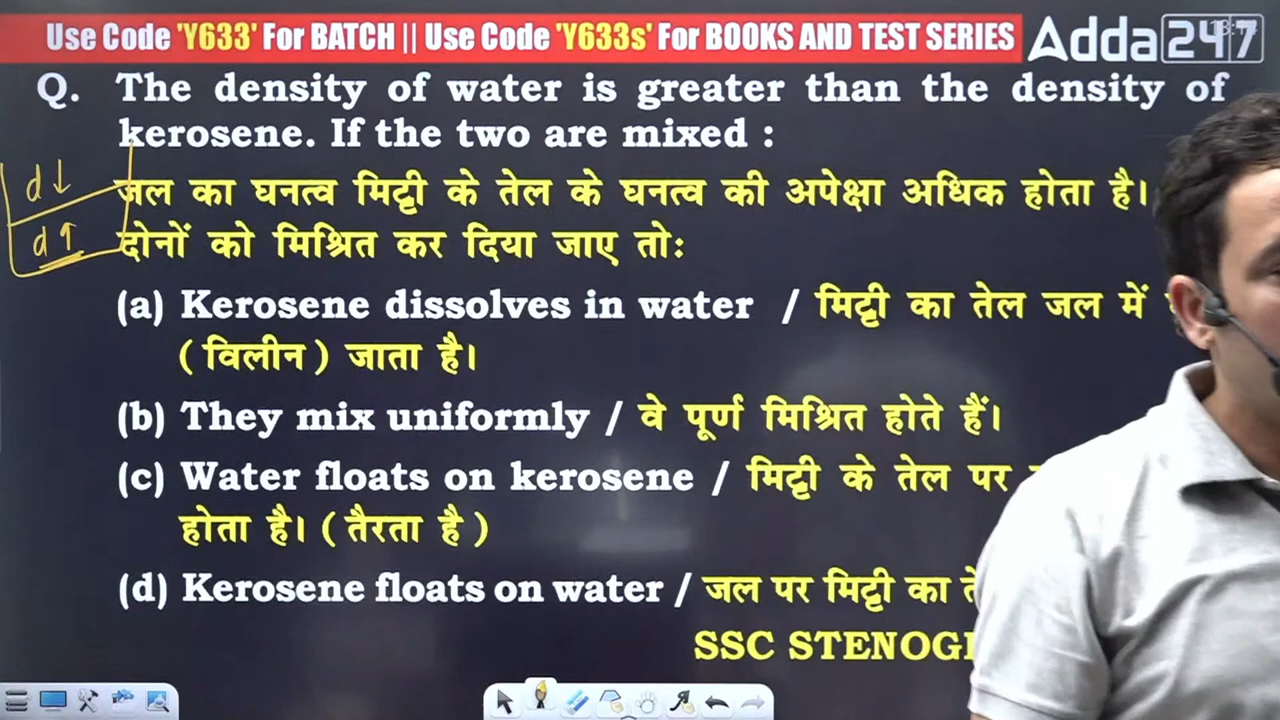 Use Code 'Y633' For BATCH || Use Code 'Y633s' For BOOKS AND TEST SERIES
Adda 247
Q. The density of water is greater than the density of
kerosene. If the two are mixed :
d↓
जल का घनत्व मिट्टी के तेल के घनत्व की अपेक्षा अधिक होता है।
d↑
दोनों को मिश्रित कर दिया जाए तोः
(a) Kerosene dissolves in water / मिट्टी का तेल जल में
(विलीन) जाता है।
(b) They mix uniformly / वे पूर्ण मिश्रित होते हैं।
(c) Water floats on kerosene / मिट्टी के तेल पर
होता है। (तैरता है)
(d) Kerosene floats on water / जल पर मिट्टी का
SSC